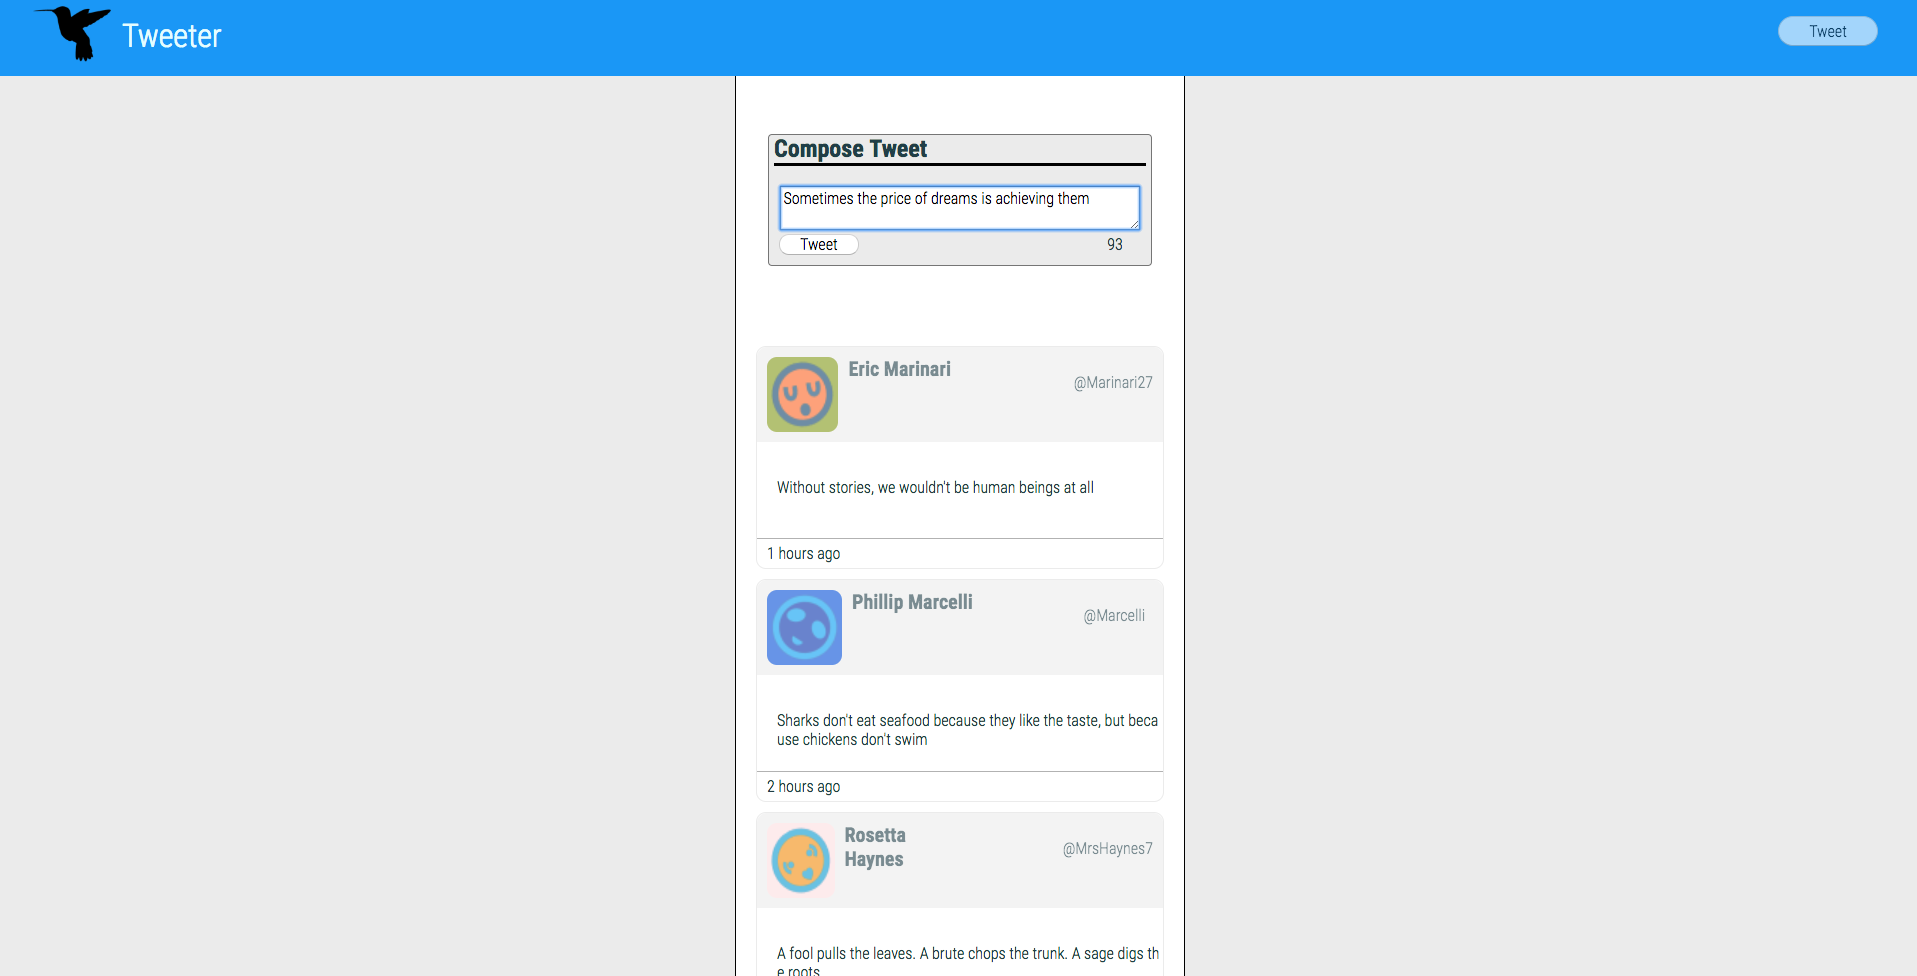 Tweeter
Tweet
Compose Tweet
Sometimes the price of dreams is achieving them
Tweet
93
Eric Marinari
@Marinari27
Without stories, we wouldn't be human beings at all
1 hours ago
Phillip Marcelli
@Marcelli
Sharks don't eat seafood because they like the taste, but beca
use chickens don't swim
2 hours ago
Rosetta
Haynes
@MrsHaynes7
A fool pulls the leaves. A brute chops the trunk. A sage digs th
e roots